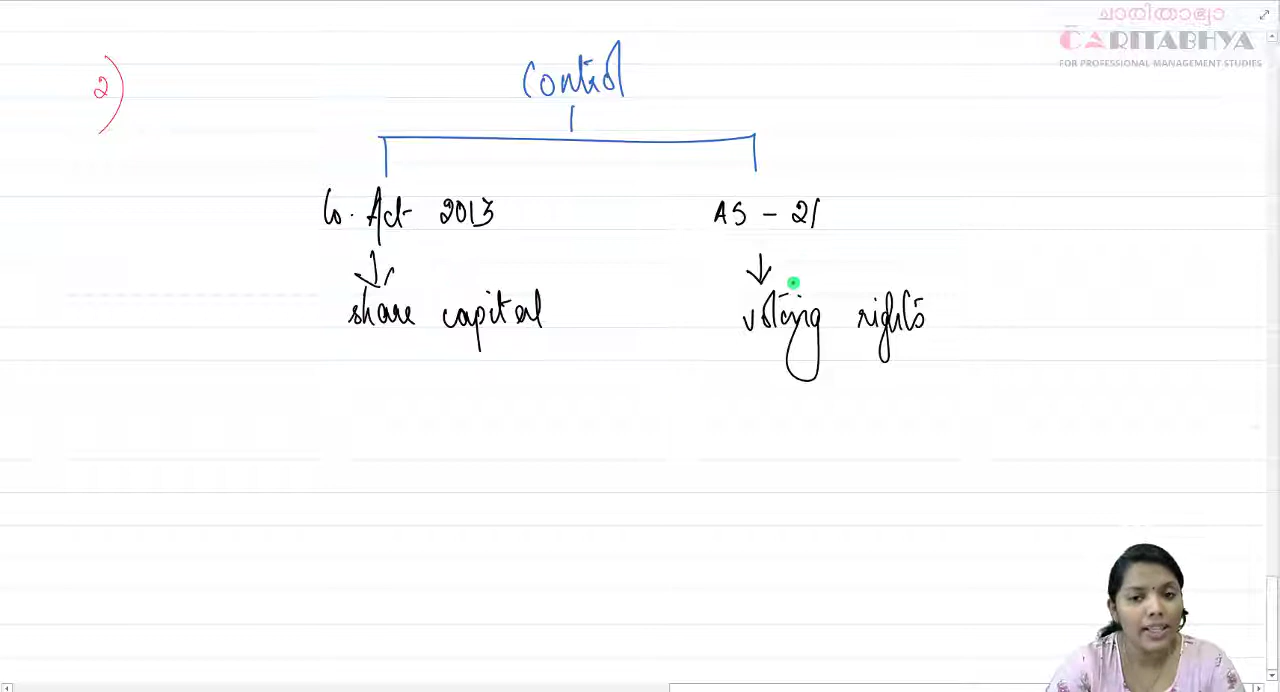 ചാരിതാഭ്യാ
CARITABHYA
FOR PROFESSIONAL MANAGEMENT STUDIES
2)
Control
Co. Act 2013
AS - 21
share capital
voting rights